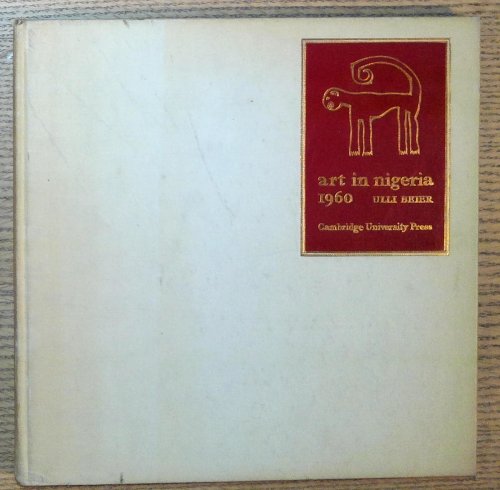 art in nigeria
1960 ULLI BEIER
Cambridge University Press